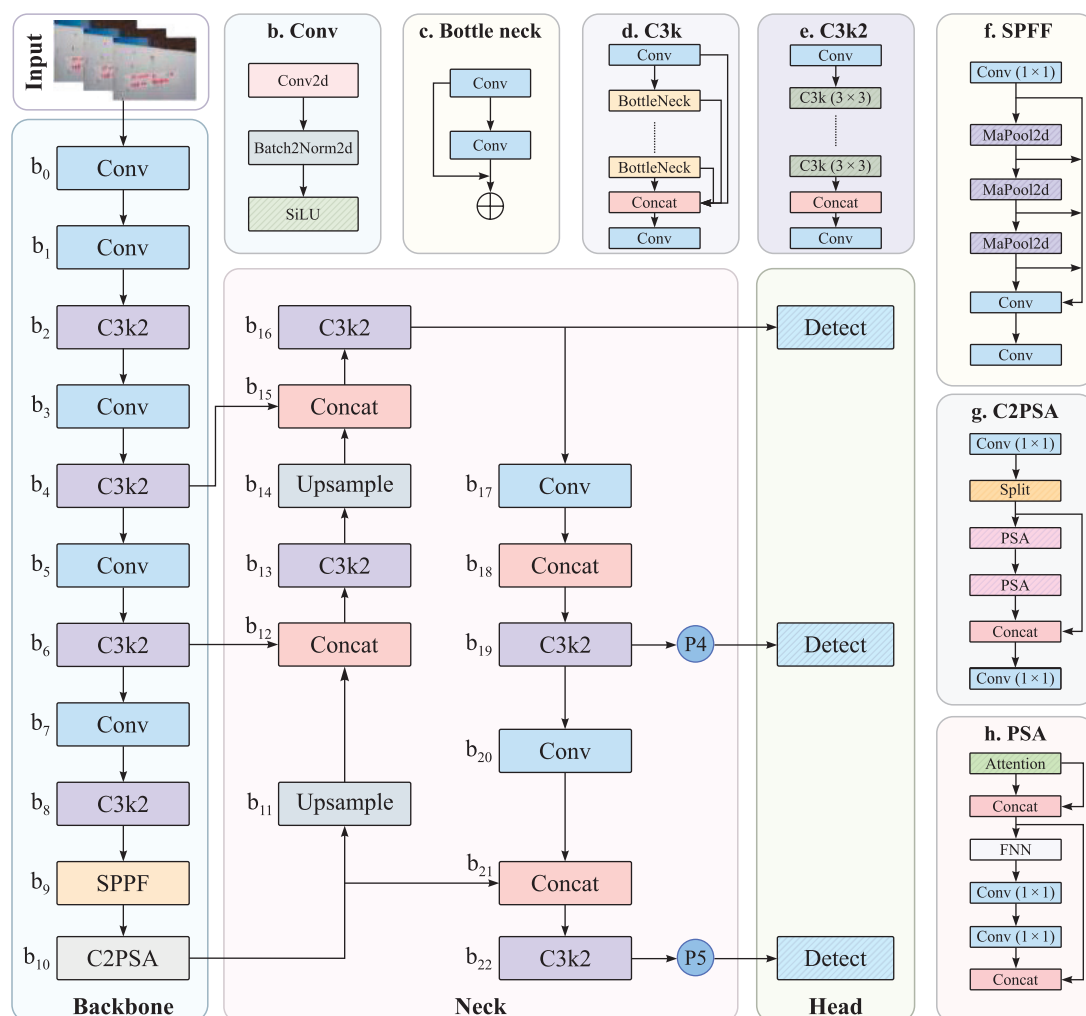 Input
b0 Conv
b1 Conv
b2 C3k2
b3 Conv
b4 C3k2
b5 Conv
b6 C3k2
b7 Conv
b8 C3k2
b9 SPPF
b10 C2PSA
Backbone
b. Conv
Conv2d
Batch2Norm2d
SiLU
c. Bottle neck
Conv
Conv
d. C3k
Conv
BottleNeck
BottleNeck
Concat
Conv
e. C3k2
Conv
C3k (3 × 3)
C3k (3 × 3)
Concat
Conv
b16 C3k2
b15 Concat
b14 Upsample
b13 C3k2
b12 Concat
b11 Upsample
b17 Conv
b18 Concat
b19 C3k2
P4
b20 Conv
b21 Concat
b22 C3k2
P5
Neck
Detect
Detect
Detect
Head
f. SPFF
Conv (1 × 1)
MaPool2d
MaPool2d
MaPool2d
Conv
Conv
g. C2PSA
Conv (1 × 1)
Split
PSA
PSA
Concat
Conv (1 × 1)
h. PSA
Attention
Concat
FNN
Conv (1 × 1)
Conv (1 × 1)
Concat